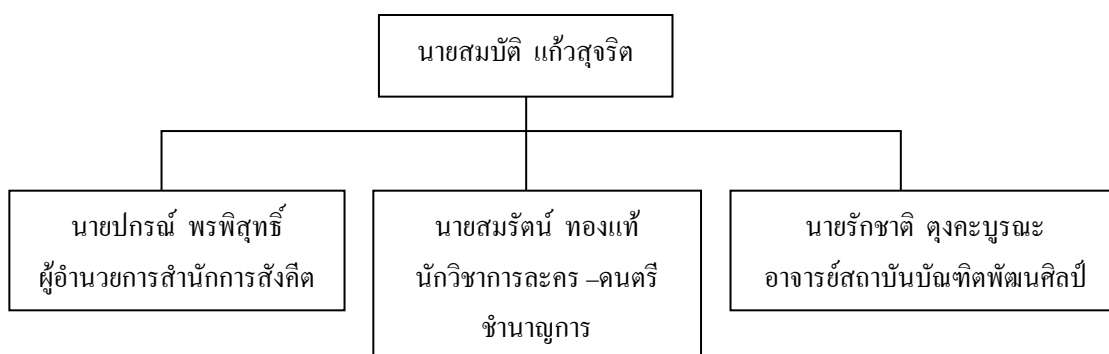 นายสมบัติ แก้วสุจริต
นายปกรณ์ พรพิสุทธิ์
ผู้อำนวยการสำนักการสังคีต
นายสมรัตน์ ทองแท้
นักวิชาการละคร –ดนตรี
ชำนาญการ
นายรักชาติ ตุงคะบูรณะ
อาจารย์สถาบันบัณฑิตพัฒนศิลป์